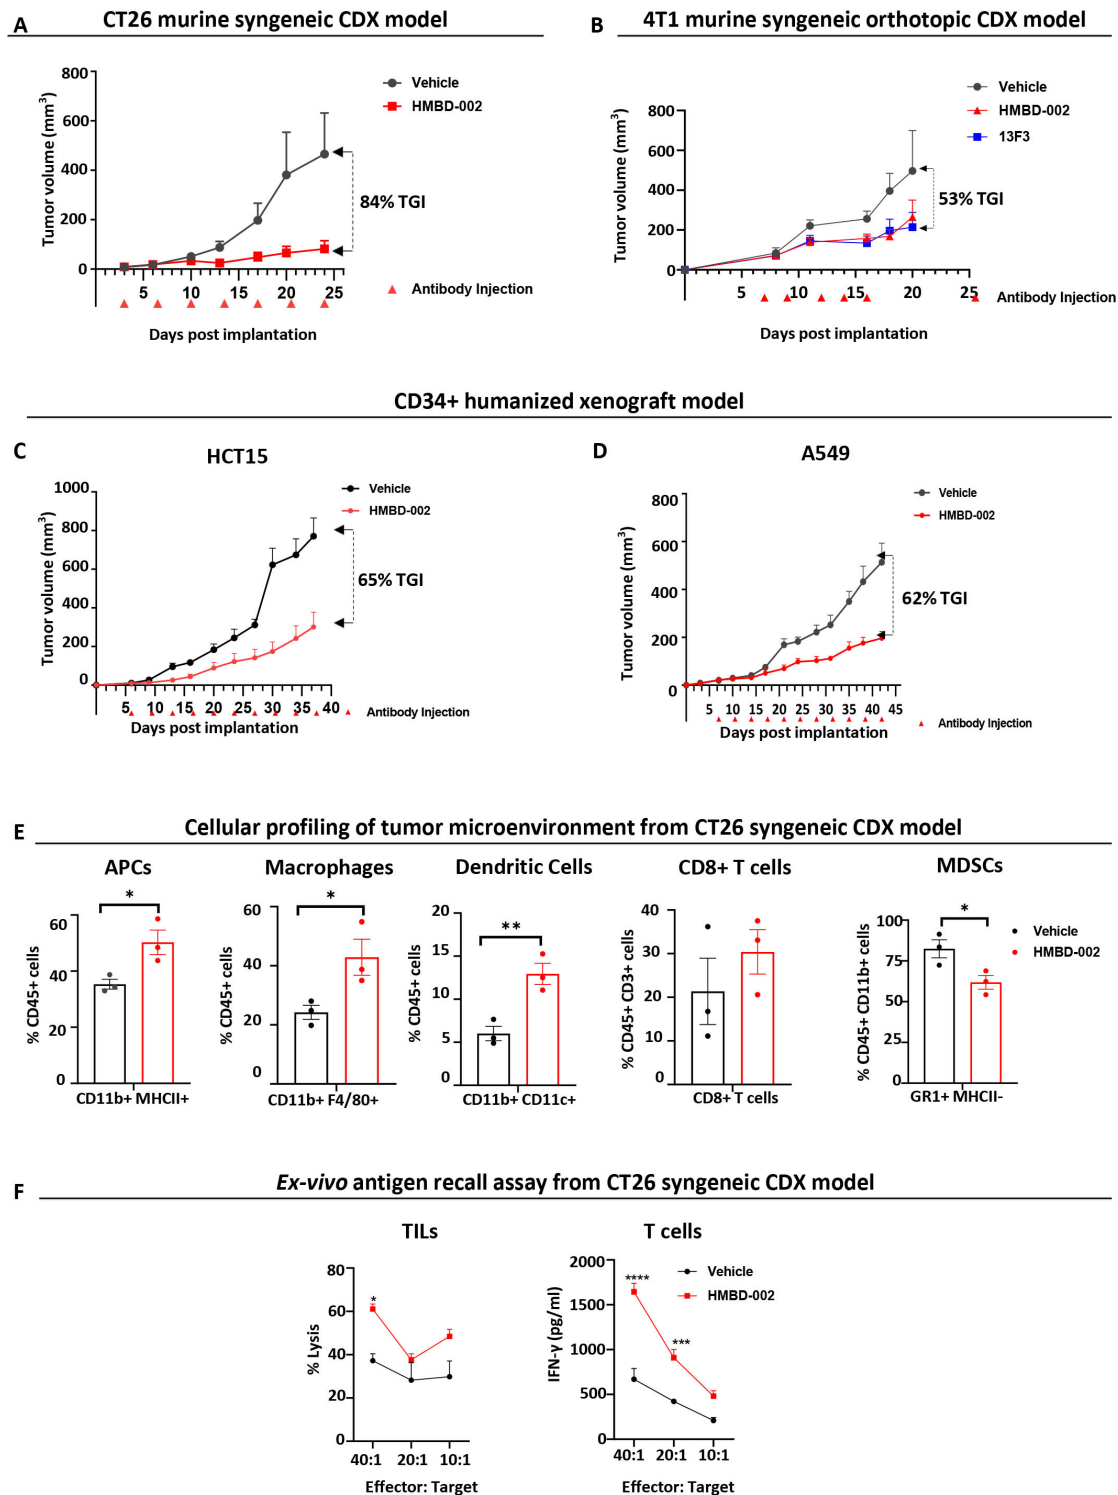 A
CT26 murine syngeneic CDX model
Tumor volume (mm³)
800
600
400
200
0
5 10 15 20 25
Days post implantation
Vehicle
HMBD-002
84% TGI
Antibody Injection
B
4T1 murine syngeneic orthotopic CDX model
Tumor volume (mm³)
800
600
400
200
0
5 10 15 20 25
Days post implantation
Vehicle
HMBD-002
13F3
53% TGI
Antibody Injection
CD34+ humanized xenograft model
C
HCT15
Tumor volume (mm³)
1000
800
600
400
200
0
5 10 15 20 25 30 35 40
Days post implantation
Vehicle
HMBD-002
65% TGI
Antibody Injection
D
A549
Tumor volume (mm³)
800
600
400
200
0
5 10 15 20 25 30 35 40 45
Days post implantation
Vehicle
HMBD-002
62% TGI
Antibody Injection
E
Cellular profiling of tumor microenvironment from CT26 syngeneic CDX model
APCs
*
% CD45+ cells
60
40
20
0
CD11b+ MHCII+
Macrophages
*
% CD45+ cells
60
40
20
0
CD11b+ F4/80+
Dendritic Cells
**
% CD45+ cells
20
15
10
5
0
CD11b+ CD11c+
CD8+ T cells
% CD45+ CD3+ cells
40
30
20
10
0
CD8+ T cells
MDSCs
*
% CD45+ CD11b+ cells
100
75
50
25
0
GR1+ MHCII-
Vehicle
HMBD-002
F
Ex-vivo antigen recall assay from CT26 syngeneic CDX model
TILs
% Lysis
80
60
40
20
0
*
40:1 20:1 10:1
Effector: Target
T cells
IFN-γ (pg/ml)
2000
1500
1000
500
0
****
***
40:1 20:1 10:1
Effector: Target
Vehicle
HMBD-002